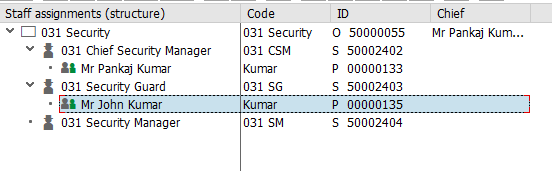 Staff assignments (structure) Code ID Chief
031 Security 031 Security O 50000055 Mr Pankaj Kum...
031 Chief Security Manager 031 CSM S 50002402
Mr Pankaj Kumar Kumar P 00000133
031 Security Guard 031 SG S 50002403
Mr John Kumar Kumar P 00000135
031 Security Manager 031 SM S 50002404